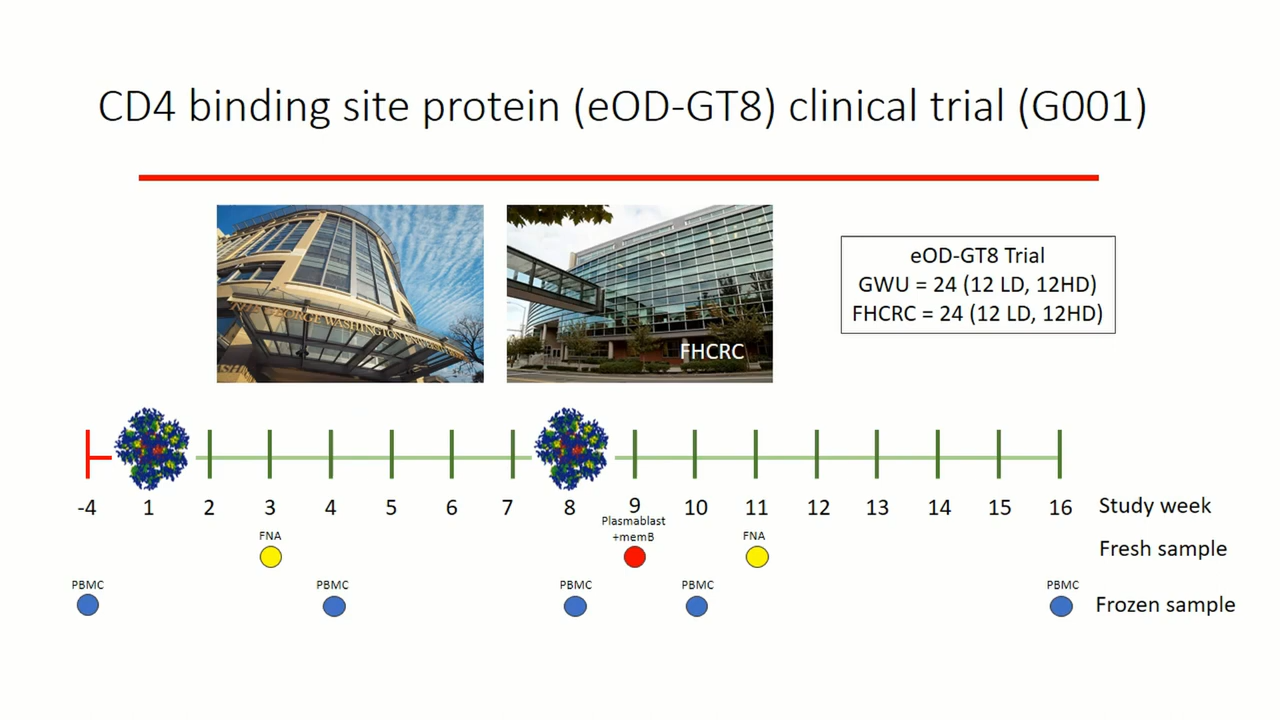 CD4 binding site protein (eOD-GT8) clinical trial (G001)
GEORGE WASHINGTON
FHCRC
eOD-GT8 Trial
GWU = 24 (12 LD, 12HD)
FHCRC = 24 (12 LD, 12HD)
-4 1 2 3 4 5 6 7 8 9 10 11 12 13 14 15 16 Study week
FNA Plasmablast +memB FNA Fresh sample
PBMC PBMC PBMC PBMC PBMC Frozen sample